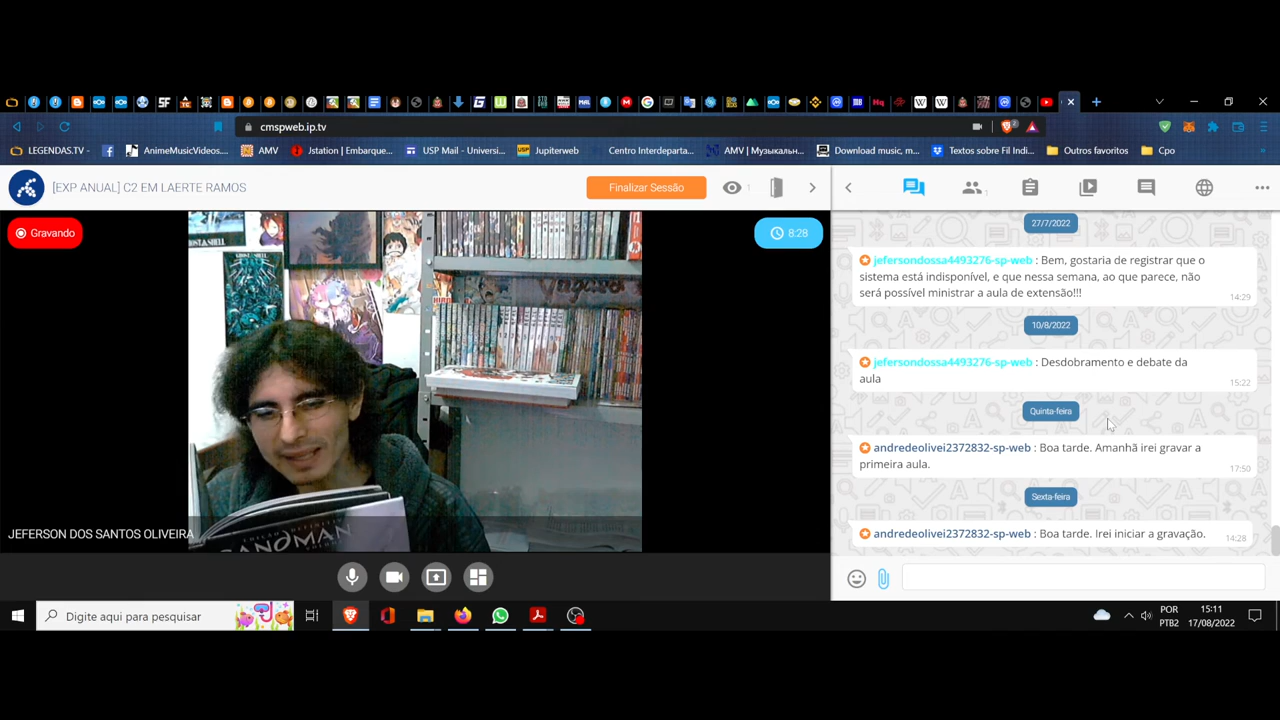 cmspweb.ip.tv
2
LEGENDAS.TV
AnimeMusicVideos...
AMV
Jstation | Embarque...
USP Mail - Universi...
Jupiterweb
Centro Interdeparta...
AMV | Музыкальн...
Download music, m...
Textos sobre Fil Indi...
Outros favoritos
Cpo
[EXP ANUAL] C2 EM LAERTE RAMOS
Finalizar Sessão
1
1
Gravando
8:28
GHOST & SHELL
SANDMAN
JEFERSON DOS SANTOS OLIVEIRA
27/7/2022
jefersondossa4493276-sp-web : Bem, gostaria de registrar que o
sistema está indisponível, e que nessa semana, ao que parece, não
será possível ministrar a aula de extensão!!!
14:29
10/8/2022
jefersondossa4493276-sp-web : Desdobramento e debate da
aula
15:22
Quinta-feira
andredeolivei2372832-sp-web : Boa tarde. Amanhã irei gravar a
primeira aula.
17:50
Sexta-feira
andredeolivei2372832-sp-web : Boa tarde. Irei iniciar a gravação.
14:28
Digite aqui para pesquisar
POR
PTB2
15:11
17/08/2022